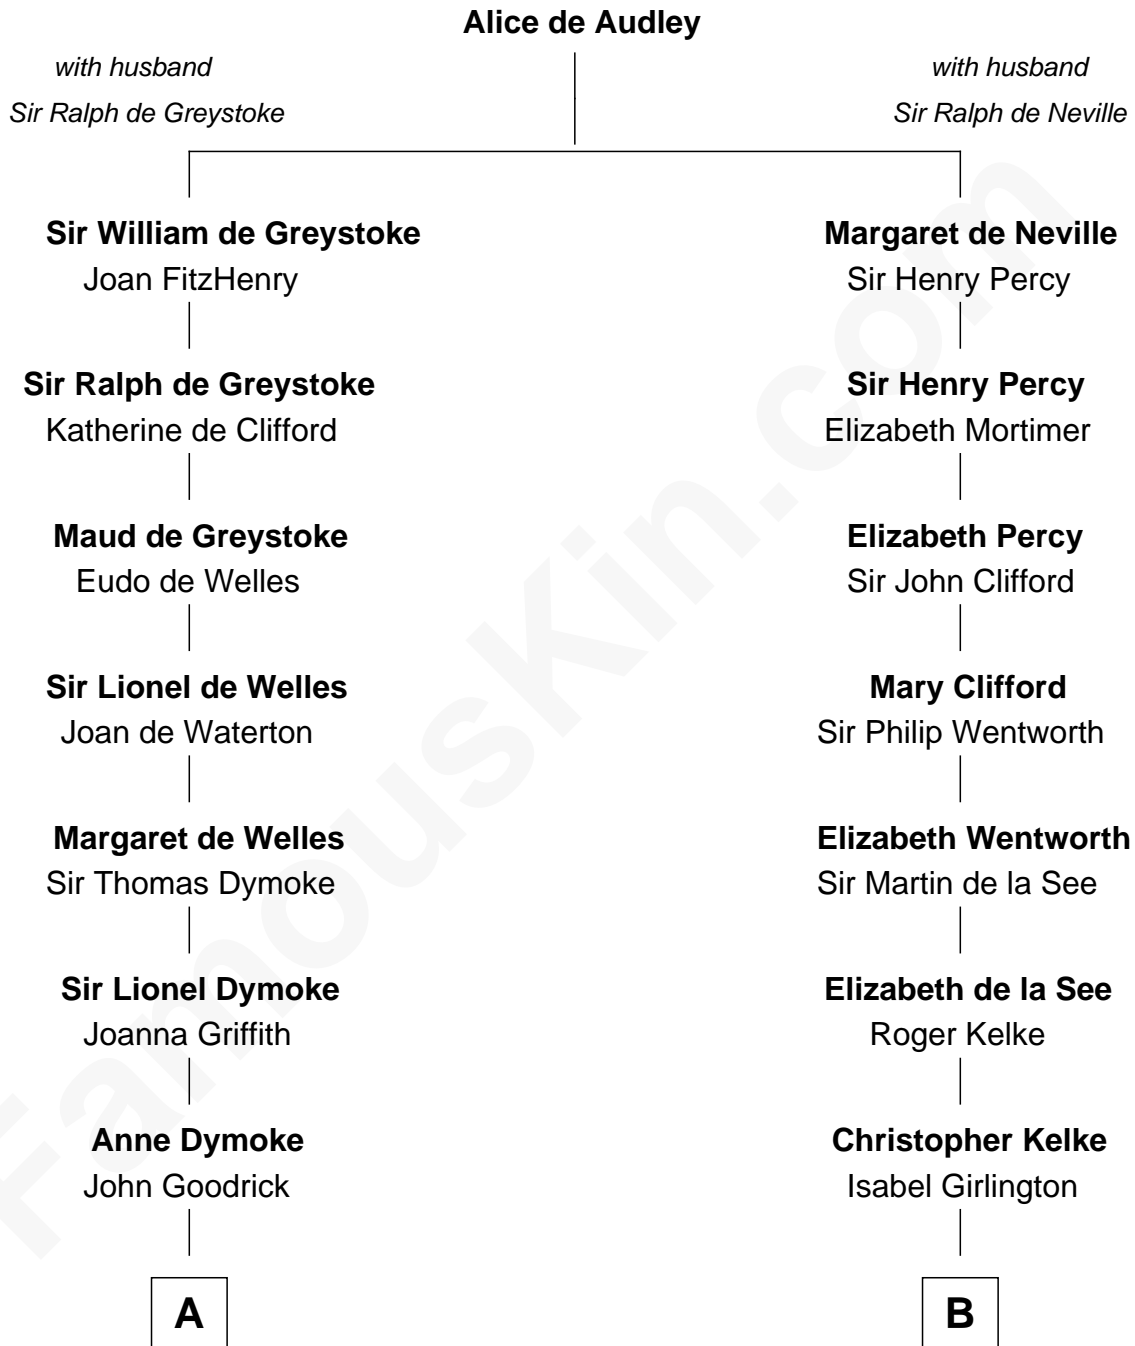 Alice de Audley
with husband
Sir Ralph de Greystoke
with husband
Sir Ralph de Neville
Sir William de Greystoke
Joan FitzHenry
Margaret de Neville
Sir Henry Percy
Sir Ralph de Greystoke
Katherine de Clifford
Sir Henry Percy
Elizabeth Mortimer
Maud de Greystoke
Eudo de Welles
Elizabeth Percy
Sir John Clifford
Sir Lionel de Welles
Joan de Waterton
Mary Clifford
Sir Philip Wentworth
Margaret de Welles
Sir Thomas Dymoke
Elizabeth Wentworth
Sir Martin de la See
Sir Lionel Dymoke
Joanna Griffith
Elizabeth de la See
Roger Kelke
Anne Dymoke
John Goodrick
Christopher Kelke
Isabel Girlington
A
B
FamousKin.com